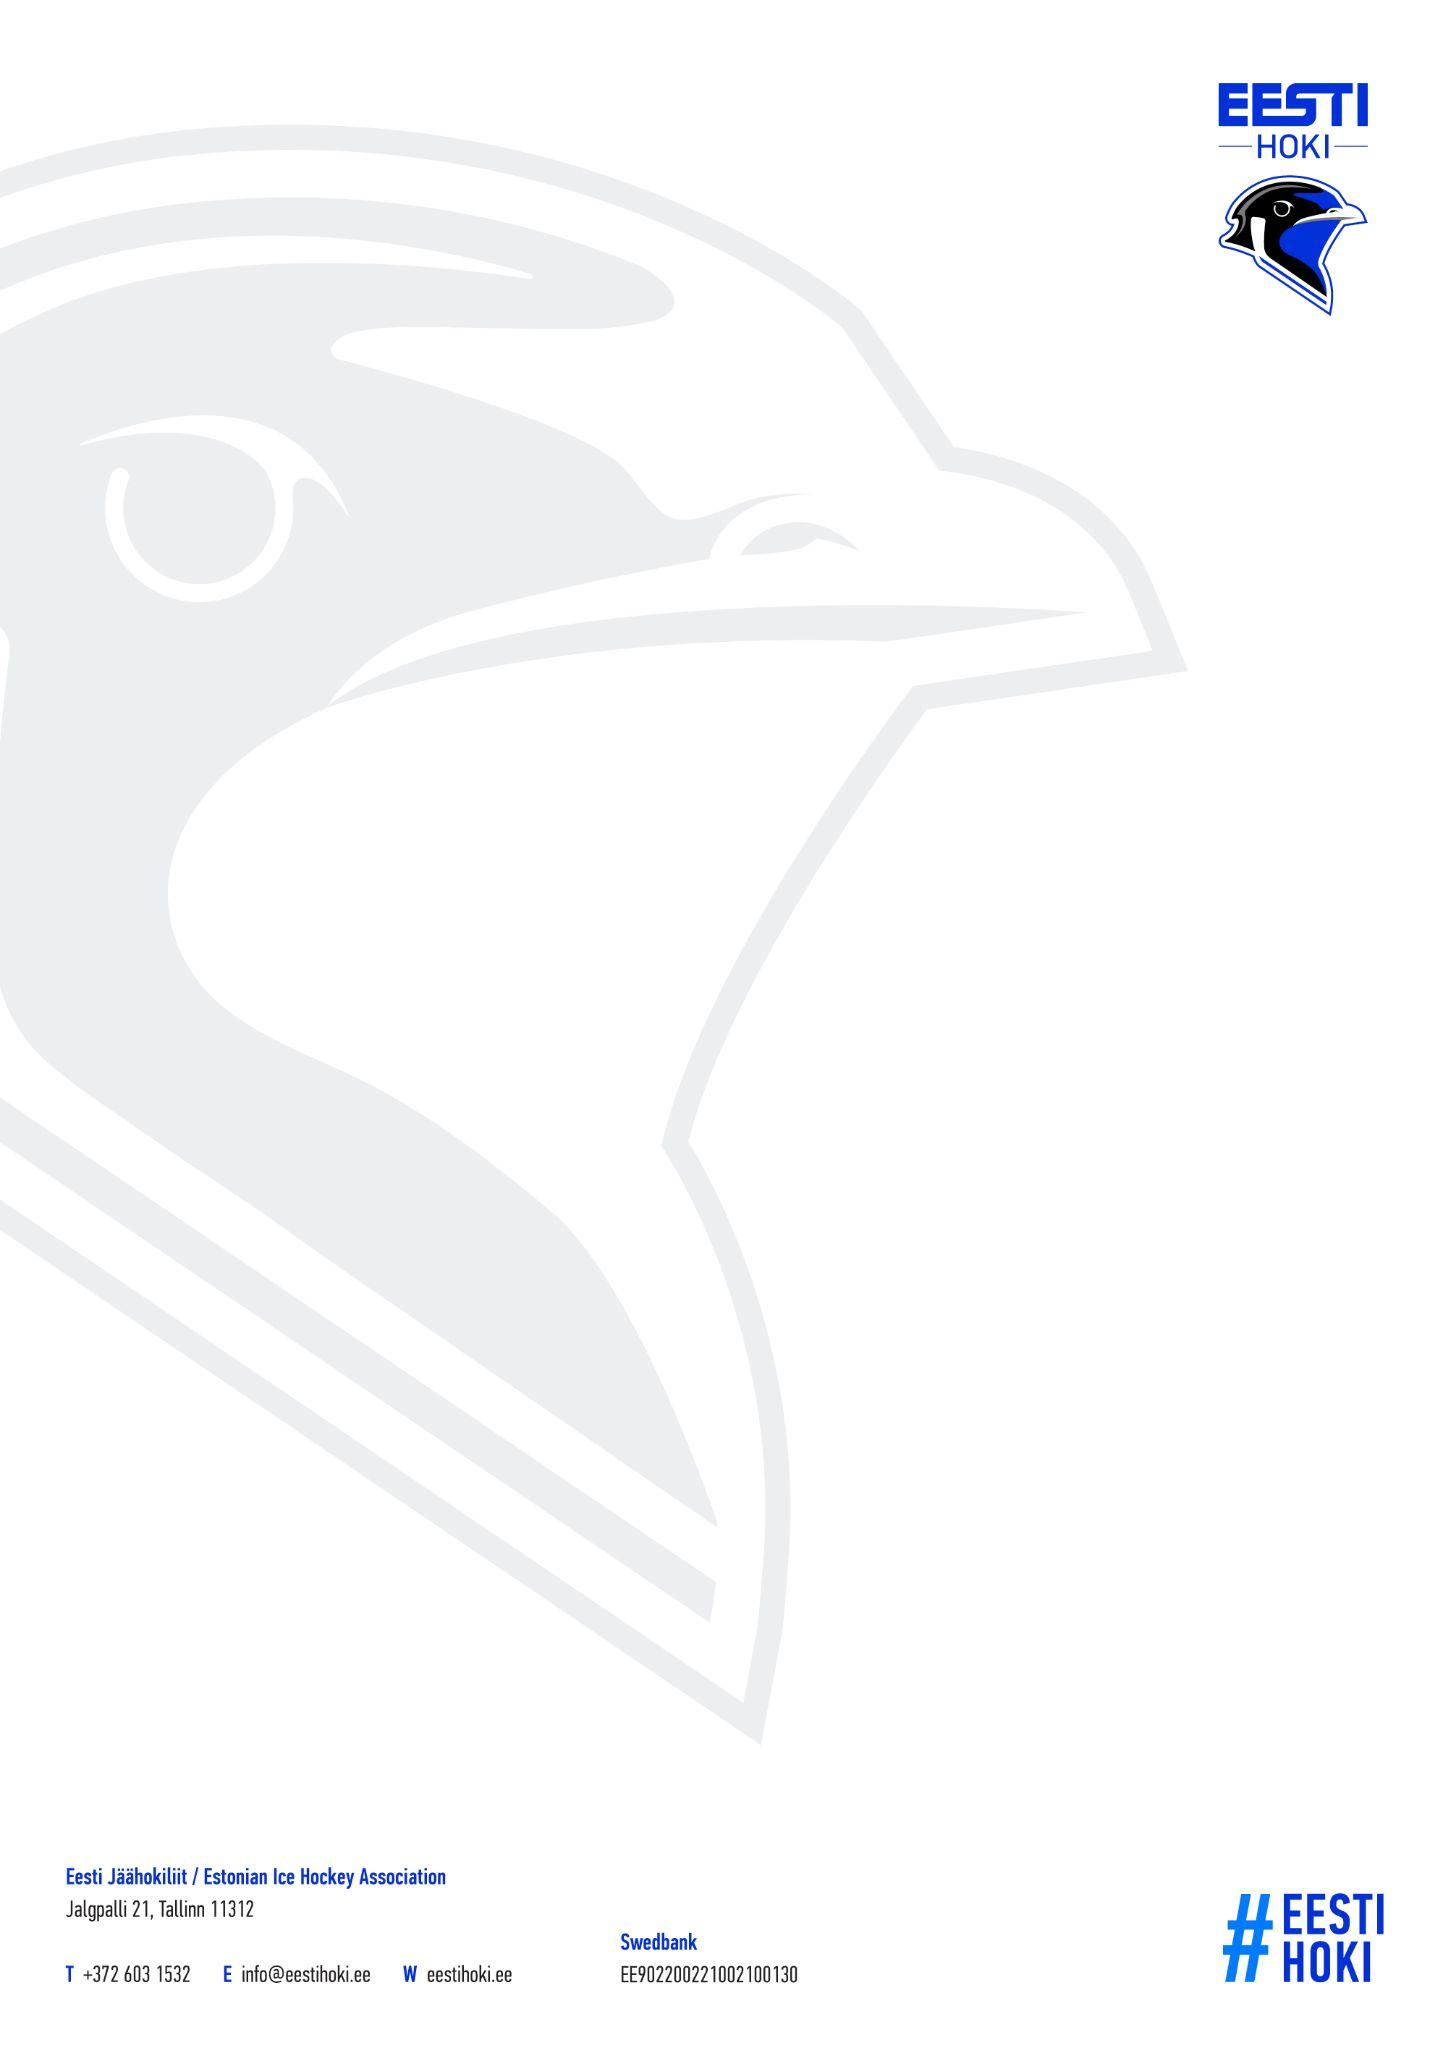 EESTI
HOKI
Eesti Jäähokiliit / Estonian Ice Hockey Association
Jalgpalli 21, Tallinn 11312
T +372 603 1532 E info@eestihoki.ee W eestihoki.ee
Swedbank
EE902200221002100130
#EESTI
HOKI